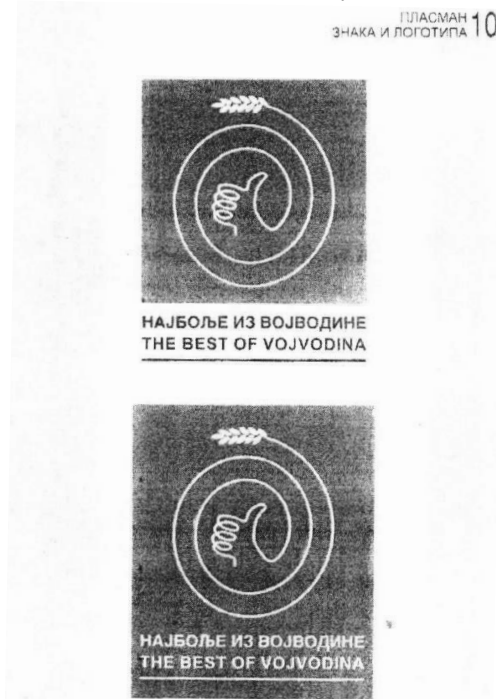 ПЛАСМАН
ЗНАКА И ЛОГОТИПА 10
НАЈБОЉЕ ИЗ ВОЈВОДИНЕ
THE BEST OF VOJVODINA
НАЈБОЉЕ ИЗ ВОЈВОДИНЕ
THE BEST OF VOJVODINA